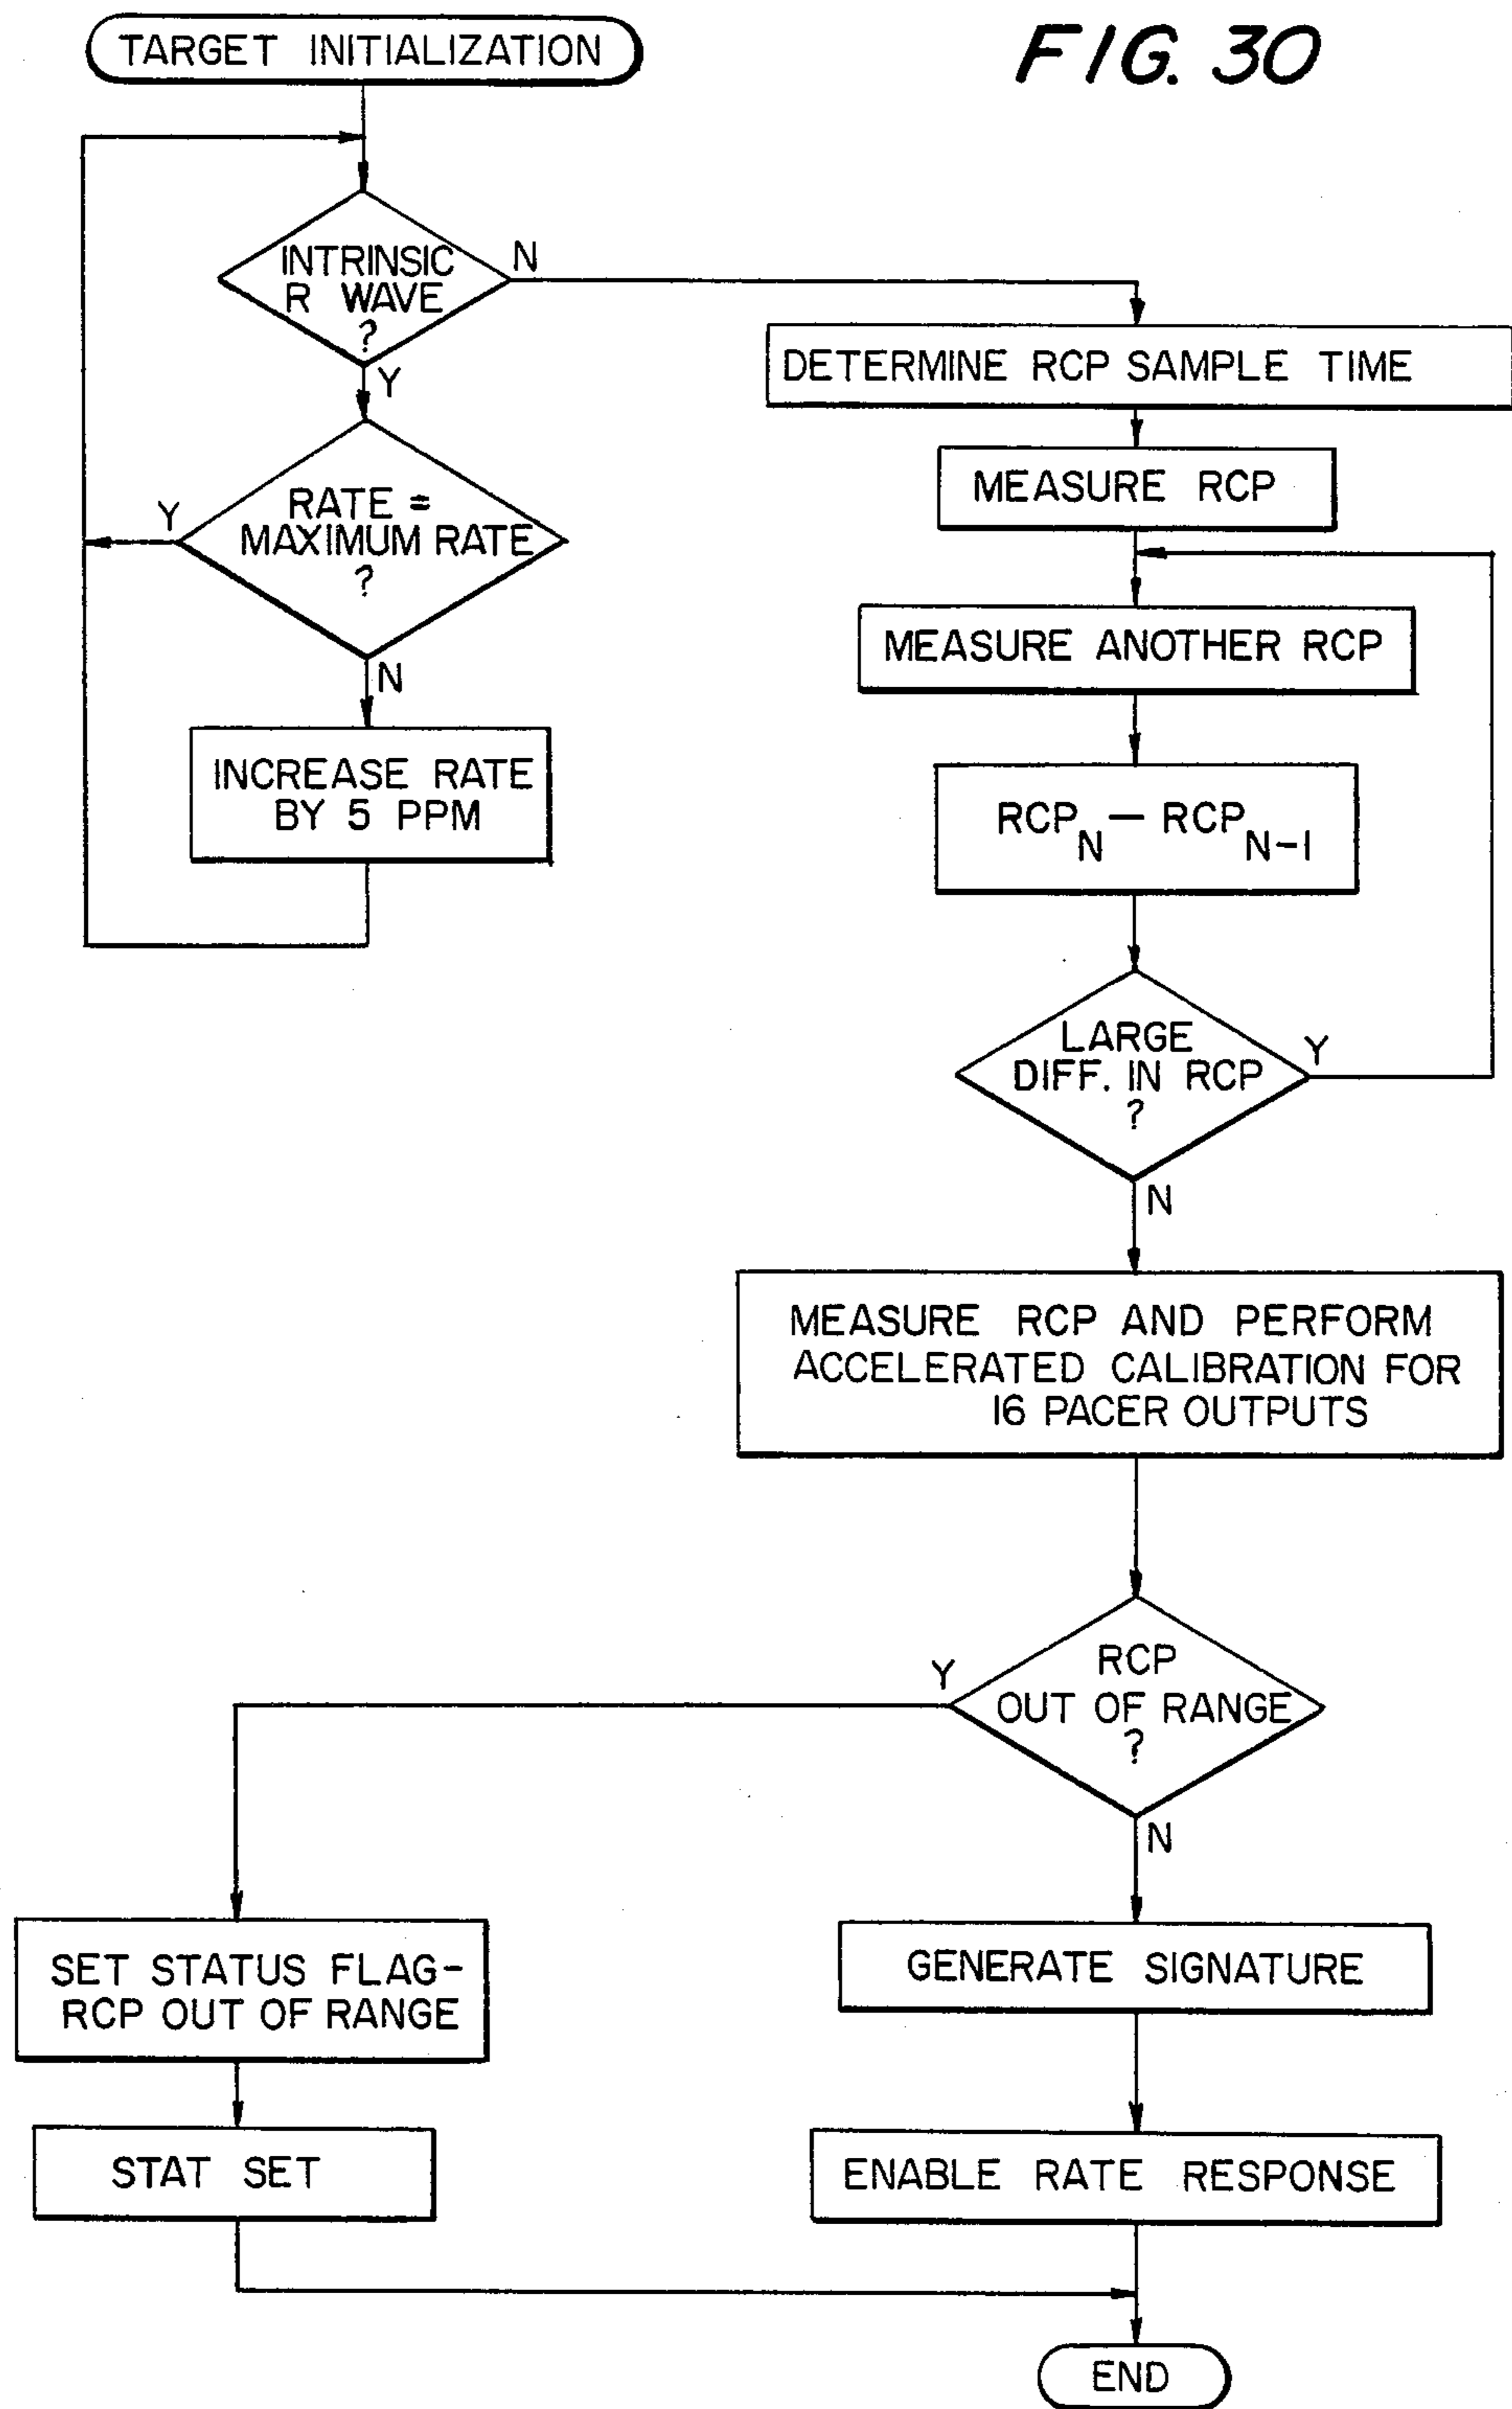 TARGET INITIALIZATION
FIG. 30
INTRINSIC
R WAVE
?
N
Y
DETERMINE RCP SAMPLE TIME
MEASURE RCP
RATE =
MAXIMUM RATE
?
Y
N
MEASURE ANOTHER RCP
INCREASE RATE
BY 5 PPM
RCP_N — RCP_N-1
LARGE
DIFF. IN RCP
?
Y
N
MEASURE RCP AND PERFORM
ACCELERATED CALIBRATION FOR
16 PACER OUTPUTS
RCP
OUT OF RANGE
?
Y
N
SET STATUS FLAG-
RCP OUT OF RANGE
GENERATE SIGNATURE
STAT SET
ENABLE RATE RESPONSE
END